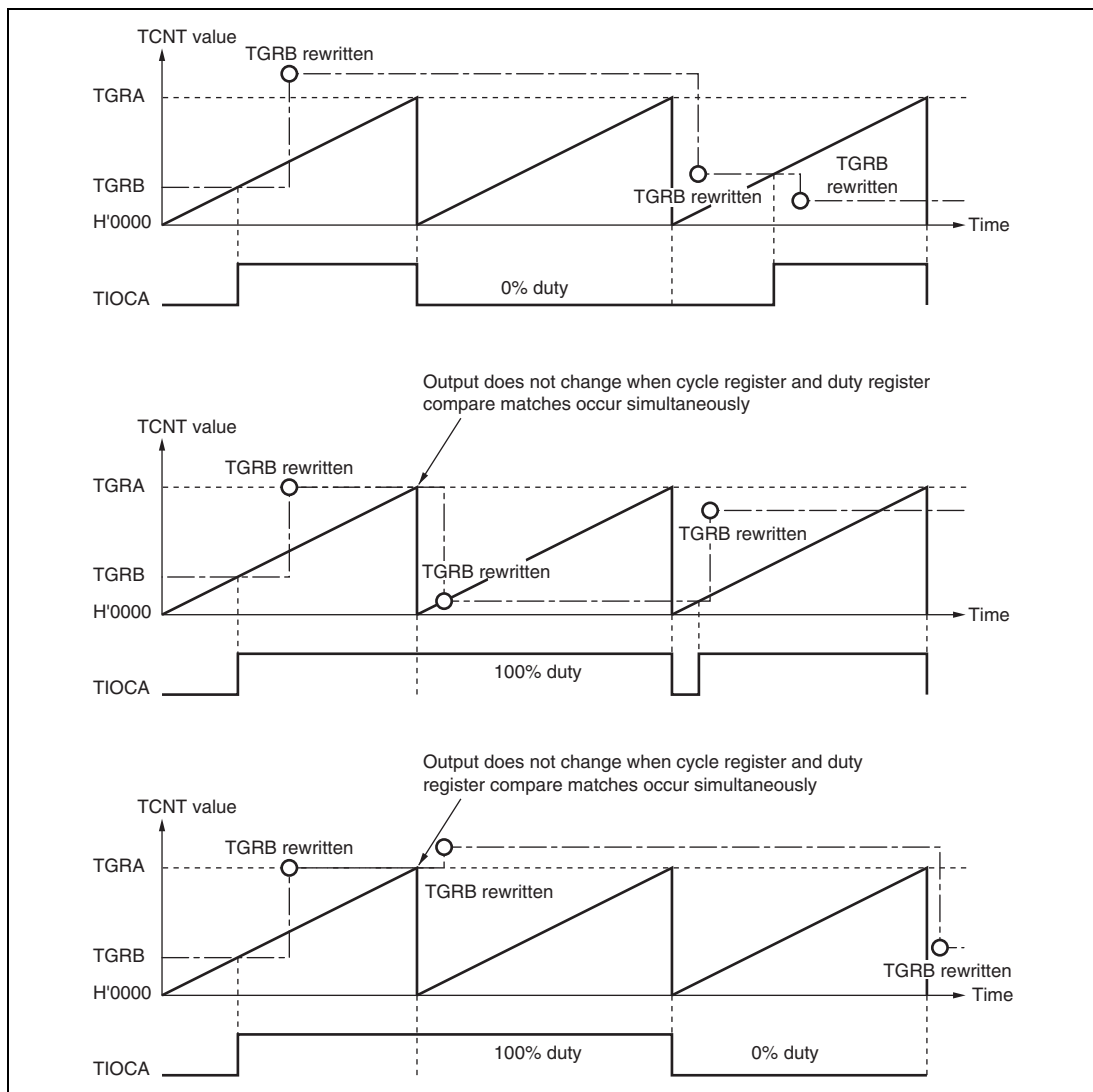 TCNT value
TGRB rewritten
TGRA
TGRB
rewritten
TGRB
TGRB rewritten
H'0000
Time
0% duty
TIOCA
Output does not change when cycle register and duty register
compare matches occur simultaneously
TCNT value
TGRB rewritten
TGRA
TGRB rewritten
TGRB
TGRB rewritten
H'0000
Time
100% duty
TIOCA
Output does not change when cycle register and duty
register compare matches occur simultaneously
TCNT value
TGRB rewritten
TGRA
TGRB rewritten
TGRB
TGRB rewritten
H'0000
Time
100% duty
0% duty
TIOCA